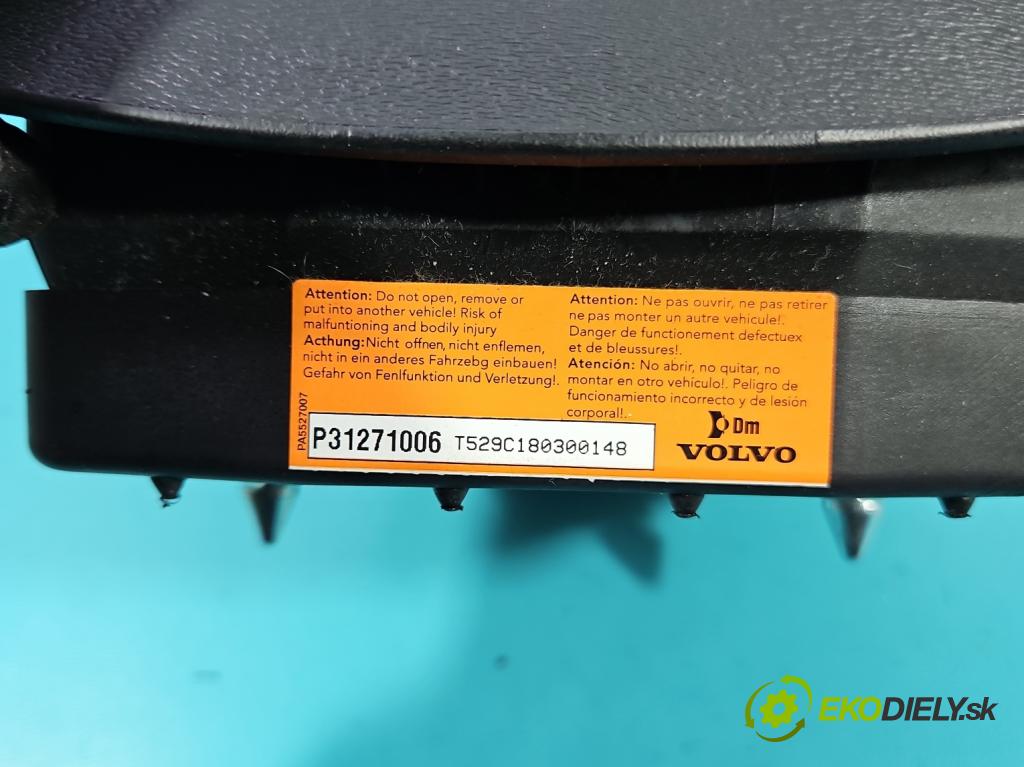 Attention: Do not open, remove or
put into another vehicle! Risk of
malfuntioning and bodily injury
Acthung: Nicht offnen, nicht enflemen,
nicht in ein anderes Fahrzebg einbauen!
Gefahr von Fenlfunktion und Verletzung!.
Attention: Ne pas ouvrir, ne pas retirer
ne pas monter un autre vehicule!.
Danger de functionement defectuex
et de bleussures!.
Atención: No abrir, no quitar, no
montar en otro vehículo!. Peligro de
funcionamiento incorrecto y de lesión
corporal!.
PA5527007
P31271006 T529C180300148
Dm
VOLVO
EKODIELY.sk